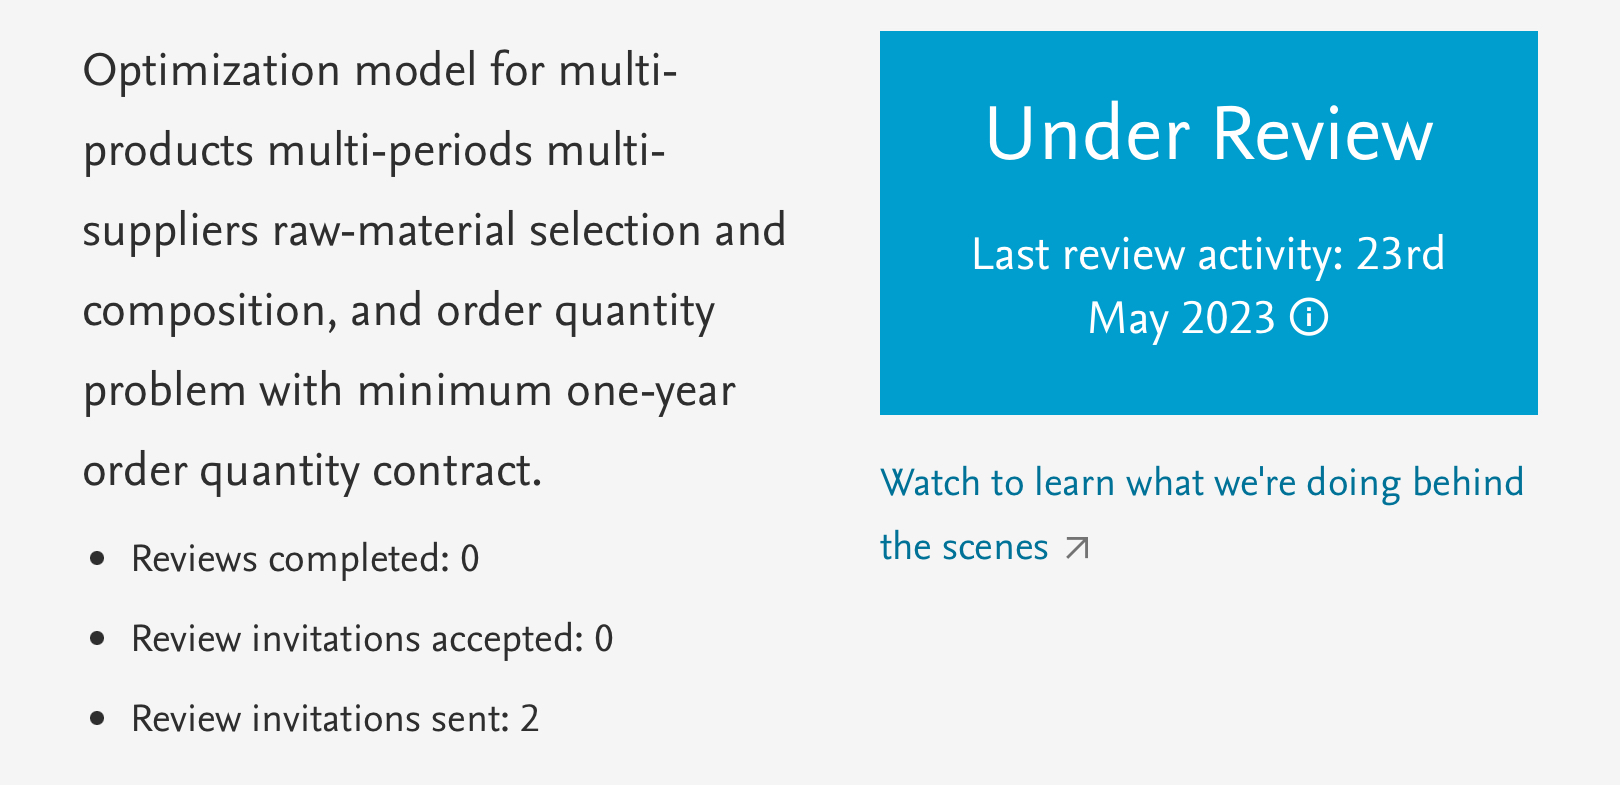 Optimization model for multi-
products multi-periods multi-
suppliers raw-material selection and
composition, and order quantity
problem with minimum one-year
order quantity contract.
• Reviews completed: 0
• Review invitations accepted: 0
• Review invitations sent: 2
Under Review
Last review activity: 23rd
May 2023 ⓘ
Watch to learn what we're doing behind
the scenes ↗